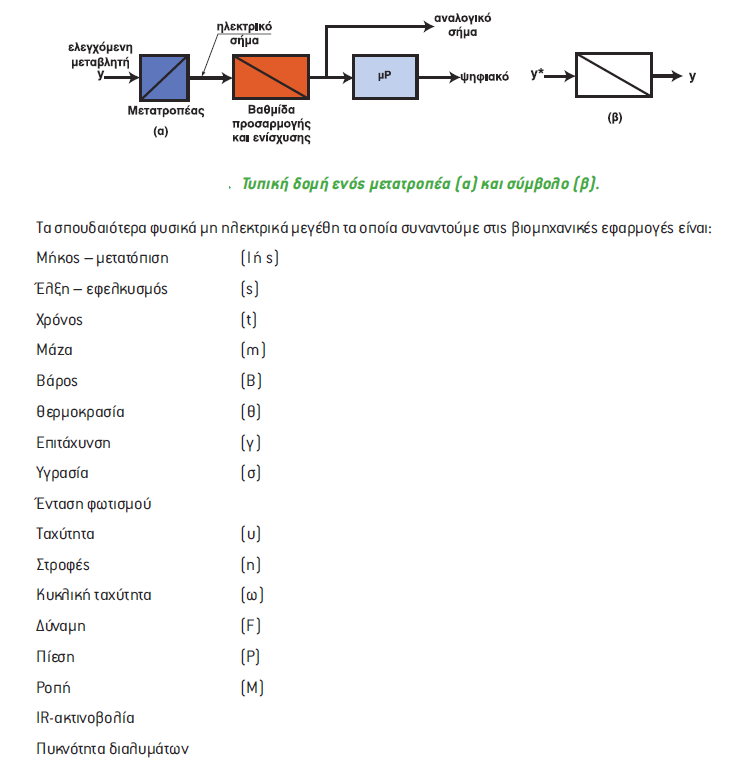 αναλογικό
σήμα
ηλεκτρικό
σήμα
ελεγχόμενη
μεταβλητή
y
μP
ψηφιακό
y*
y
Μετατροπέας
(α)
Βαθμίδα
προσαρμογής
και ενίσχυσης
(β)
. Τυπική δομή ενός μετατροπέα (α) και σύμβολο (β).
Τα σπουδαιότερα φυσικά μη ηλεκτρικά μεγέθη τα οποία συναντούμε στις βιομηχανικές εφαρμογές είναι:
Μήκος – μετατόπιση (l ή s)
Έλξη – εφελκυσμός (s)
Χρόνος (t)
Μάζα (m)
Βάρος (B)
θερμοκρασία (θ)
Επιτάχυνση (γ)
Υγρασία (σ)
Ένταση φωτισμού
Ταχύτητα (υ)
Στροφές (n)
Κυκλική ταχύτητα (ω)
Δύναμη (F)
Πίεση (P)
Ροπή (M)
IR-ακτινοβολία
Πυκνότητα διαλυμάτων